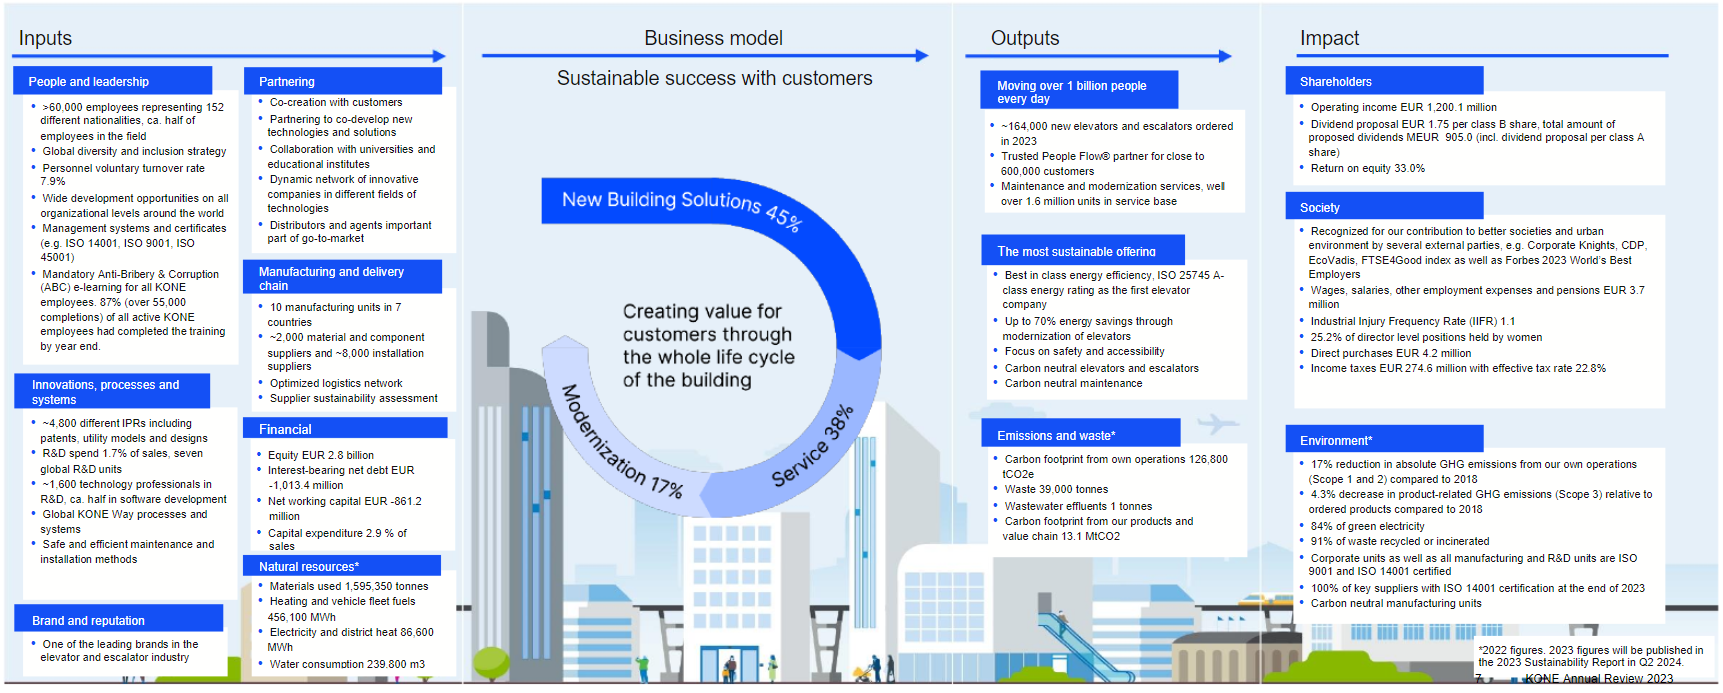 Inputs
People and leadership
>60,000 employees representing 152
different nationalities, ca. half of
employees in the field
Global diversity and inclusion strategy
Personnel voluntary turnover rate
7.9%
Wide development opportunities on all
organizational levels around the world
Management systems and certificates
(e.g. ISO 14001, ISO 9001, ISO
45001)
Mandatory Anti-Bribery & Corruption
(ABC) e-learning for all KONE
employees. 87% (over 55,000
completions) of all active KONE
employees had completed the training
by year end.
Innovations, processes and
systems
~4,800 different IPRs including
patents, utility models and designs
R&D spend 1.7% of sales, seven
global R&D units
~1,600 technology professionals in
R&D, ca. half in software development
Global KONE Way processes and
systems
Safe and efficient maintenance and
installation methods
Brand and reputation
One of the leading brands in the
elevator and escalator industry
Partnering
Co-creation with customers
Partnering to co-develop new
technologies and solutions
Collaboration with universities and
educational institutes
Dynamic network of innovative
companies in different fields of
technologies
Distributors and agents important
part of go-to-market
Manufacturing and delivery
chain
10 manufacturing units in 7
countries
~2,000 material and component
suppliers and ~8,000 installation
suppliers
Optimized logistics network
Supplier sustainability assessment
Financial
Equity EUR 2.8 billion
Interest-bearing net debt EUR
-1,013.4 million
Net working capital EUR -861.2
million
Capital expenditure 2.9 % of
sales
Natural resources*
Materials used 1,595,350 tonnes
Heating and vehicle fleet fuels
456,100 MWh
Electricity and district heat 86,600
MWh
Water consumption 239.800 m3
Business model
Sustainable success with customers
New Building Solutions 45%
Creating value for
customers through
the whole life cycle
of the building
Modernization 17%
Service 38%
Outputs
Moving over 1 billion people
every day
~164,000 new elevators and escalators ordered
in 2023
Trusted People Flow® partner for close to
600,000 customers
Maintenance and modernization services, well
over 1.6 million units in service base
The most sustainable offering
Best in class energy efficiency, ISO 25745 A-
class energy rating as the first elevator
company
Up to 70% energy savings through
modernization of elevators
Focus on safety and accessibility
Carbon neutral elevators and escalators
Carbon neutral maintenance
Emissions and waste*
Carbon footprint from own operations 126,800
tCO2e
Waste 39,000 tonnes
Wastewater effluents 1 tonnes
Carbon footprint from our products and
value chain 13.1 MtCO2
Impact
Shareholders
Operating income EUR 1,200.1 million
Dividend proposal EUR 1.75 per class B share, total amount of
proposed dividends MEUR 905.0 (incl. dividend proposal per class A
share)
Return on equity 33.0%
Society
Recognized for our contribution to better societies and urban
environment by several external parties, e.g. Corporate Knights, CDP,
EcoVadis, FTSE4Good index as well as Forbes 2023 World's Best
Employers
Wages, salaries, other employment expenses and pensions EUR 3.7
million
Industrial Injury Frequency Rate (IIFR) 1.1
25.2% of director level positions held by women
Direct purchases EUR 4.2 million
Income taxes EUR 274.6 million with effective tax rate 22.8%
Environment*
17% reduction in absolute GHG emissions from our own operations
(Scope 1 and 2) compared to 2018
4.3% decrease in product-related GHG emissions (Scope 3) relative to
ordered products compared to 2018
84% of green electricity
91% of waste recycled or incinerated
Corporate units as well as all manufacturing and R&D units are ISO
9001 and ISO 14001 certified
100% of key suppliers with ISO 14001 certification at the end of 2023
Carbon neutral manufacturing units
*2022 figures. 2023 figures will be published in
the 2023 Sustainability Report in Q2 2024.
7 KONE Annual Review 2023